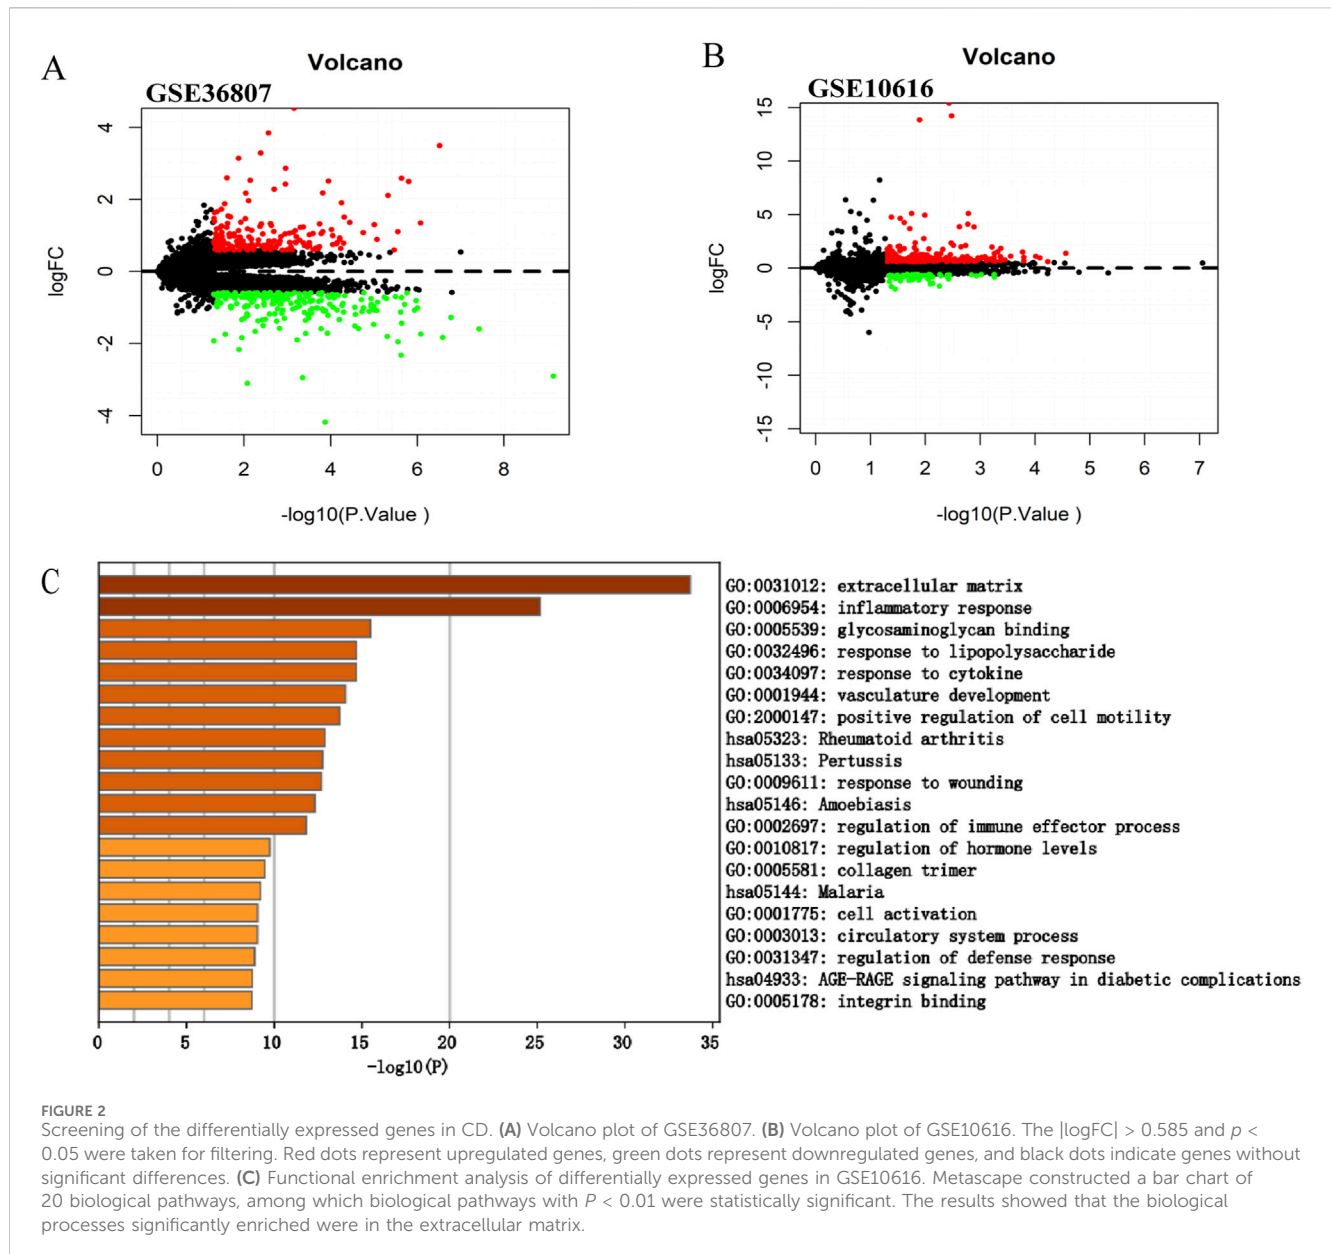 A
Volcano
GSE36807
4
2
0
-2
-4
logFC
0 2 4 6 8
-log10(P.Value )
B
Volcano
GSE10616
15
10
5
0
-5
-10
-15
logFC
0 1 2 3 4 5 6 7
-log10(P.Value )
C
GO:0031012: extracellular matrix
GO:0006954: inflammatory response
GO:0005539: glycosaminoglycan binding
GO:0032496: response to lipopolysaccharide
GO:0034097: response to cytokine
GO:0001944: vasculature development
GO:2000147: positive regulation of cell motility
hsa05323: Rheumatoid arthritis
hsa05133: Pertussis
GO:0009611: response to wounding
hsa05146: Amoebiasis
GO:0002697: regulation of immune effector process
GO:0010817: regulation of hormone levels
GO:0005581: collagen trimer
hsa05144: Malaria
GO:0001775: cell activation
GO:0003013: circulatory system process
GO:0031347: regulation of defense response
hsa04933: AGE-RAGE signaling pathway in diabetic complications
GO:0005178: integrin binding
0 5 10 15 20 25 30 35
-log10(P)
FIGURE 2
Screening of the differentially expressed genes in CD. (A) Volcano plot of GSE36807. (B) Volcano plot of GSE10616. The |logFC| > 0.585 and p <
0.05 were taken for filtering. Red dots represent upregulated genes, green dots represent downregulated genes, and black dots indicate genes without
significant differences. (C) Functional enrichment analysis of differentially expressed genes in GSE10616. Metascape constructed a bar chart of
20 biological pathways, among which biological pathways with P < 0.01 were statistically significant. The results showed that the biological
processes significantly enriched were in the extracellular matrix.